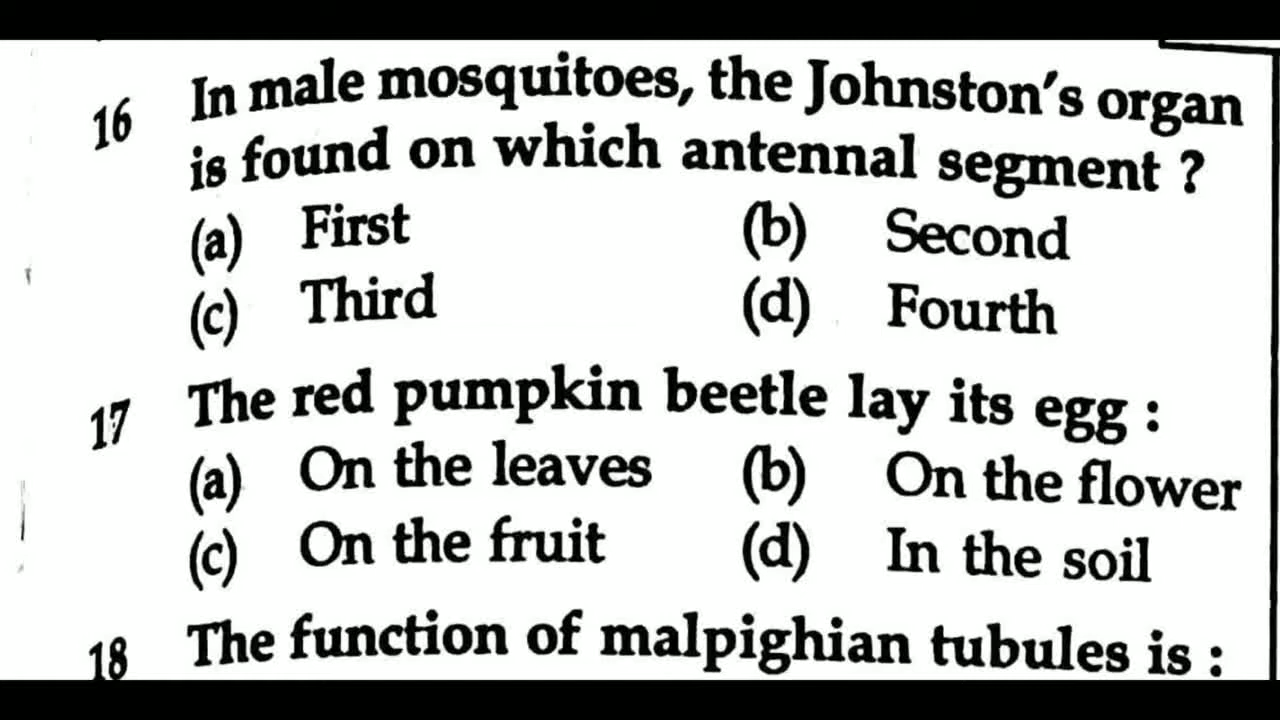 16 In male mosquitoes, the Johnston's organ
is found on which antennal segment ?
(a) First (b) Second
(c) Third (d) Fourth
17 The red pumpkin beetle lay its egg :
(a) On the leaves (b) On the flower
(c) On the fruit (d) In the soil
18 The function of malpighian tubules is :